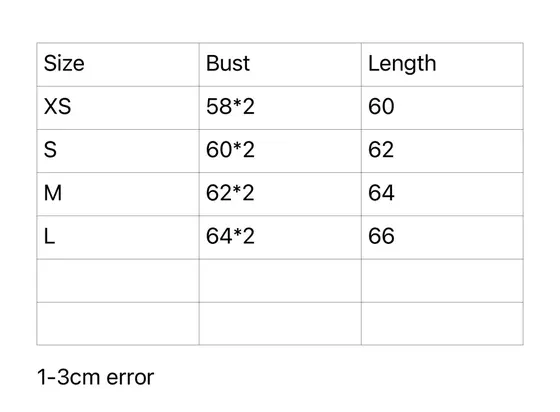 Size Bust Length
XS 58*2 60
S 60*2 62
M 62*2 64
L 64*2 66
1-3cm error